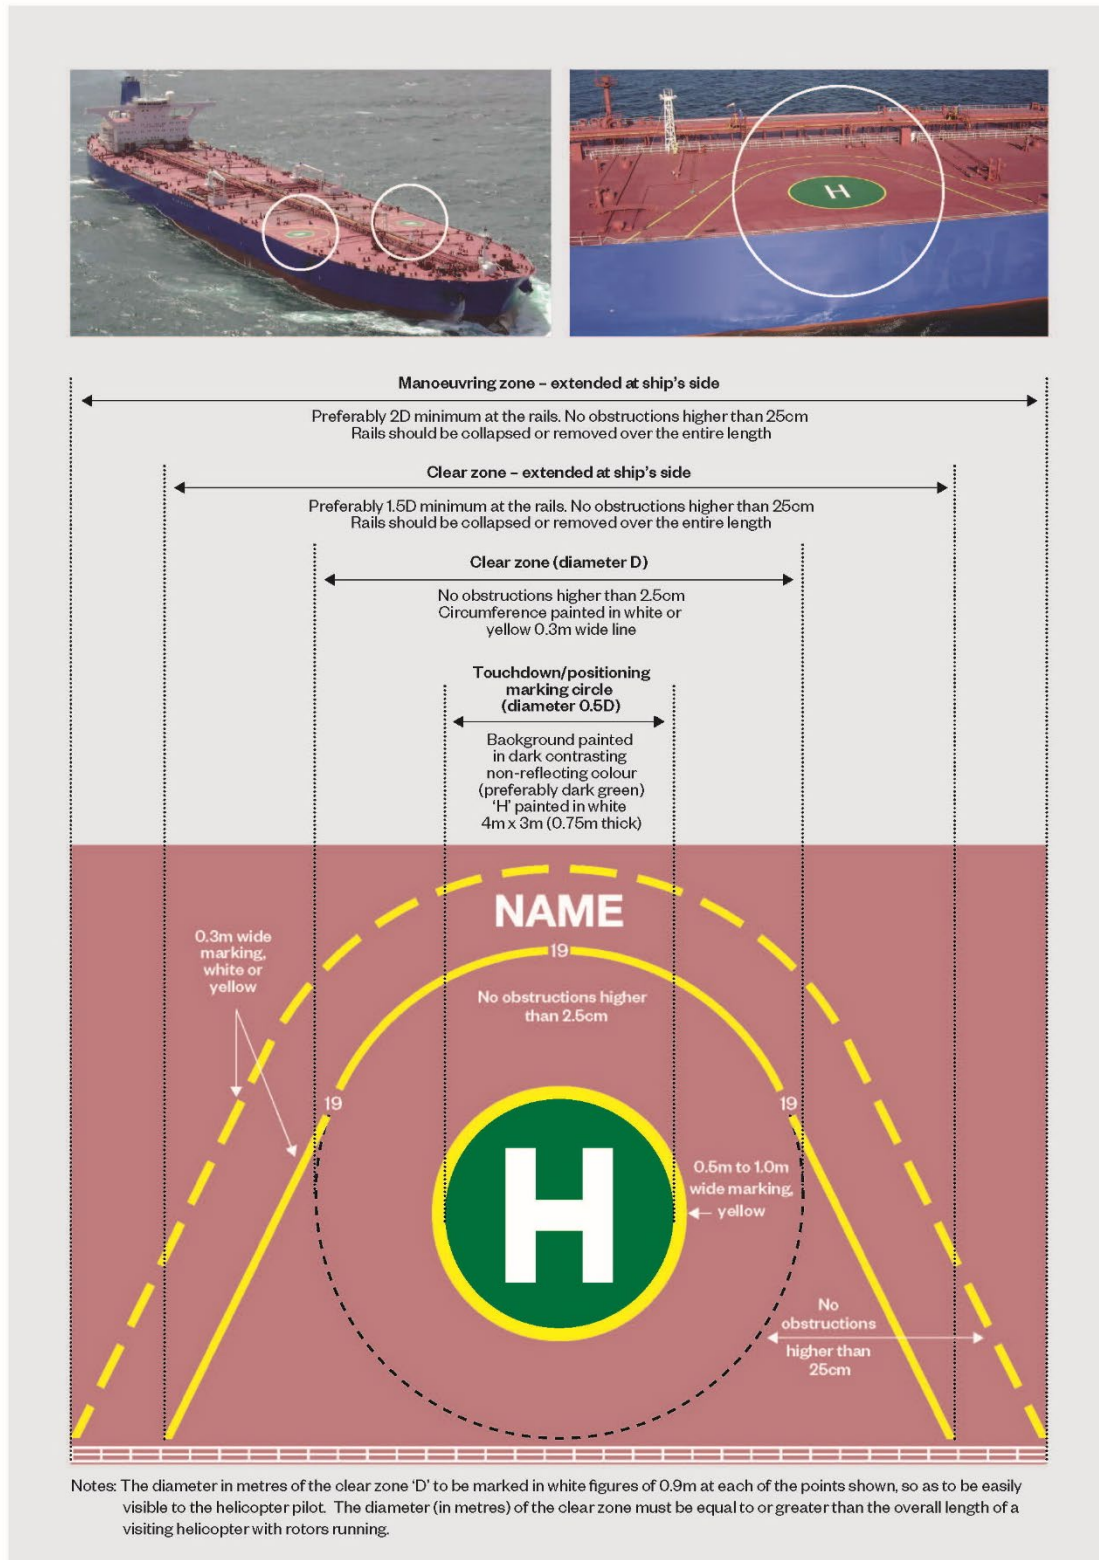 H
Manoeuvring zone – extended at ship's side
Preferably 2D minimum at the rails. No obstructions higher than 25cm
Rails should be collapsed or removed over the entire length
Clear zone – extended at ship's side
Preferably 1.5D minimum at the rails. No obstructions higher than 25cm
Rails should be collapsed or removed over the entire length
Clear zone (diameter D)
No obstructions higher than 2.5cm
Circumference painted in white or
yellow 0.3m wide line
Touchdown/positioning
marking circle
(diameter 0.5D)
Background painted
in dark contrasting
non-reflecting colour
(preferably dark green)
'H' painted in white
4m x 3m (0.75m thick)
NAME
0.3m wide
marking,
white or
yellow
19
No obstructions higher
than 2.5cm
19
19
H
0.5m to 1.0m
wide marking,
yellow
No
obstructions
higher than
25cm
Notes: The diameter in metres of the clear zone 'D' to be marked in white figures of 0.9m at each of the points shown, so as to be easily
visible to the helicopter pilot. The diameter (in metres) of the clear zone must be equal to or greater than the overall length of a
visiting helicopter with rotors running.